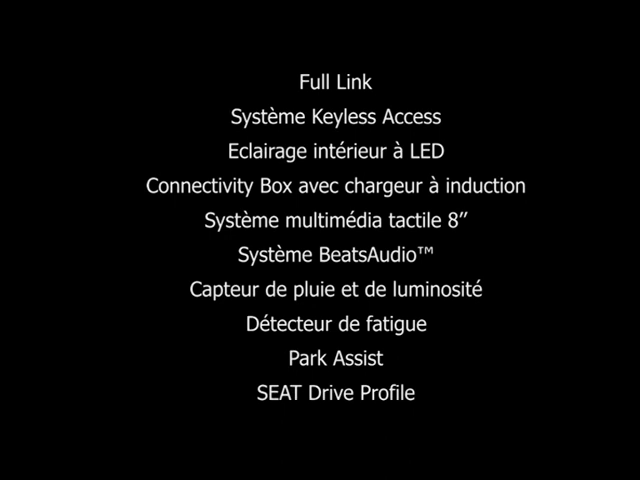 Full Link
Système Keyless Access
Eclairage intérieur à LED
Connectivity Box avec chargeur à induction
Système multimédia tactile 8’’
Système BeatsAudio™
Capteur de pluie et de luminosité
Détecteur de fatigue
Park Assist
SEAT Drive Profile